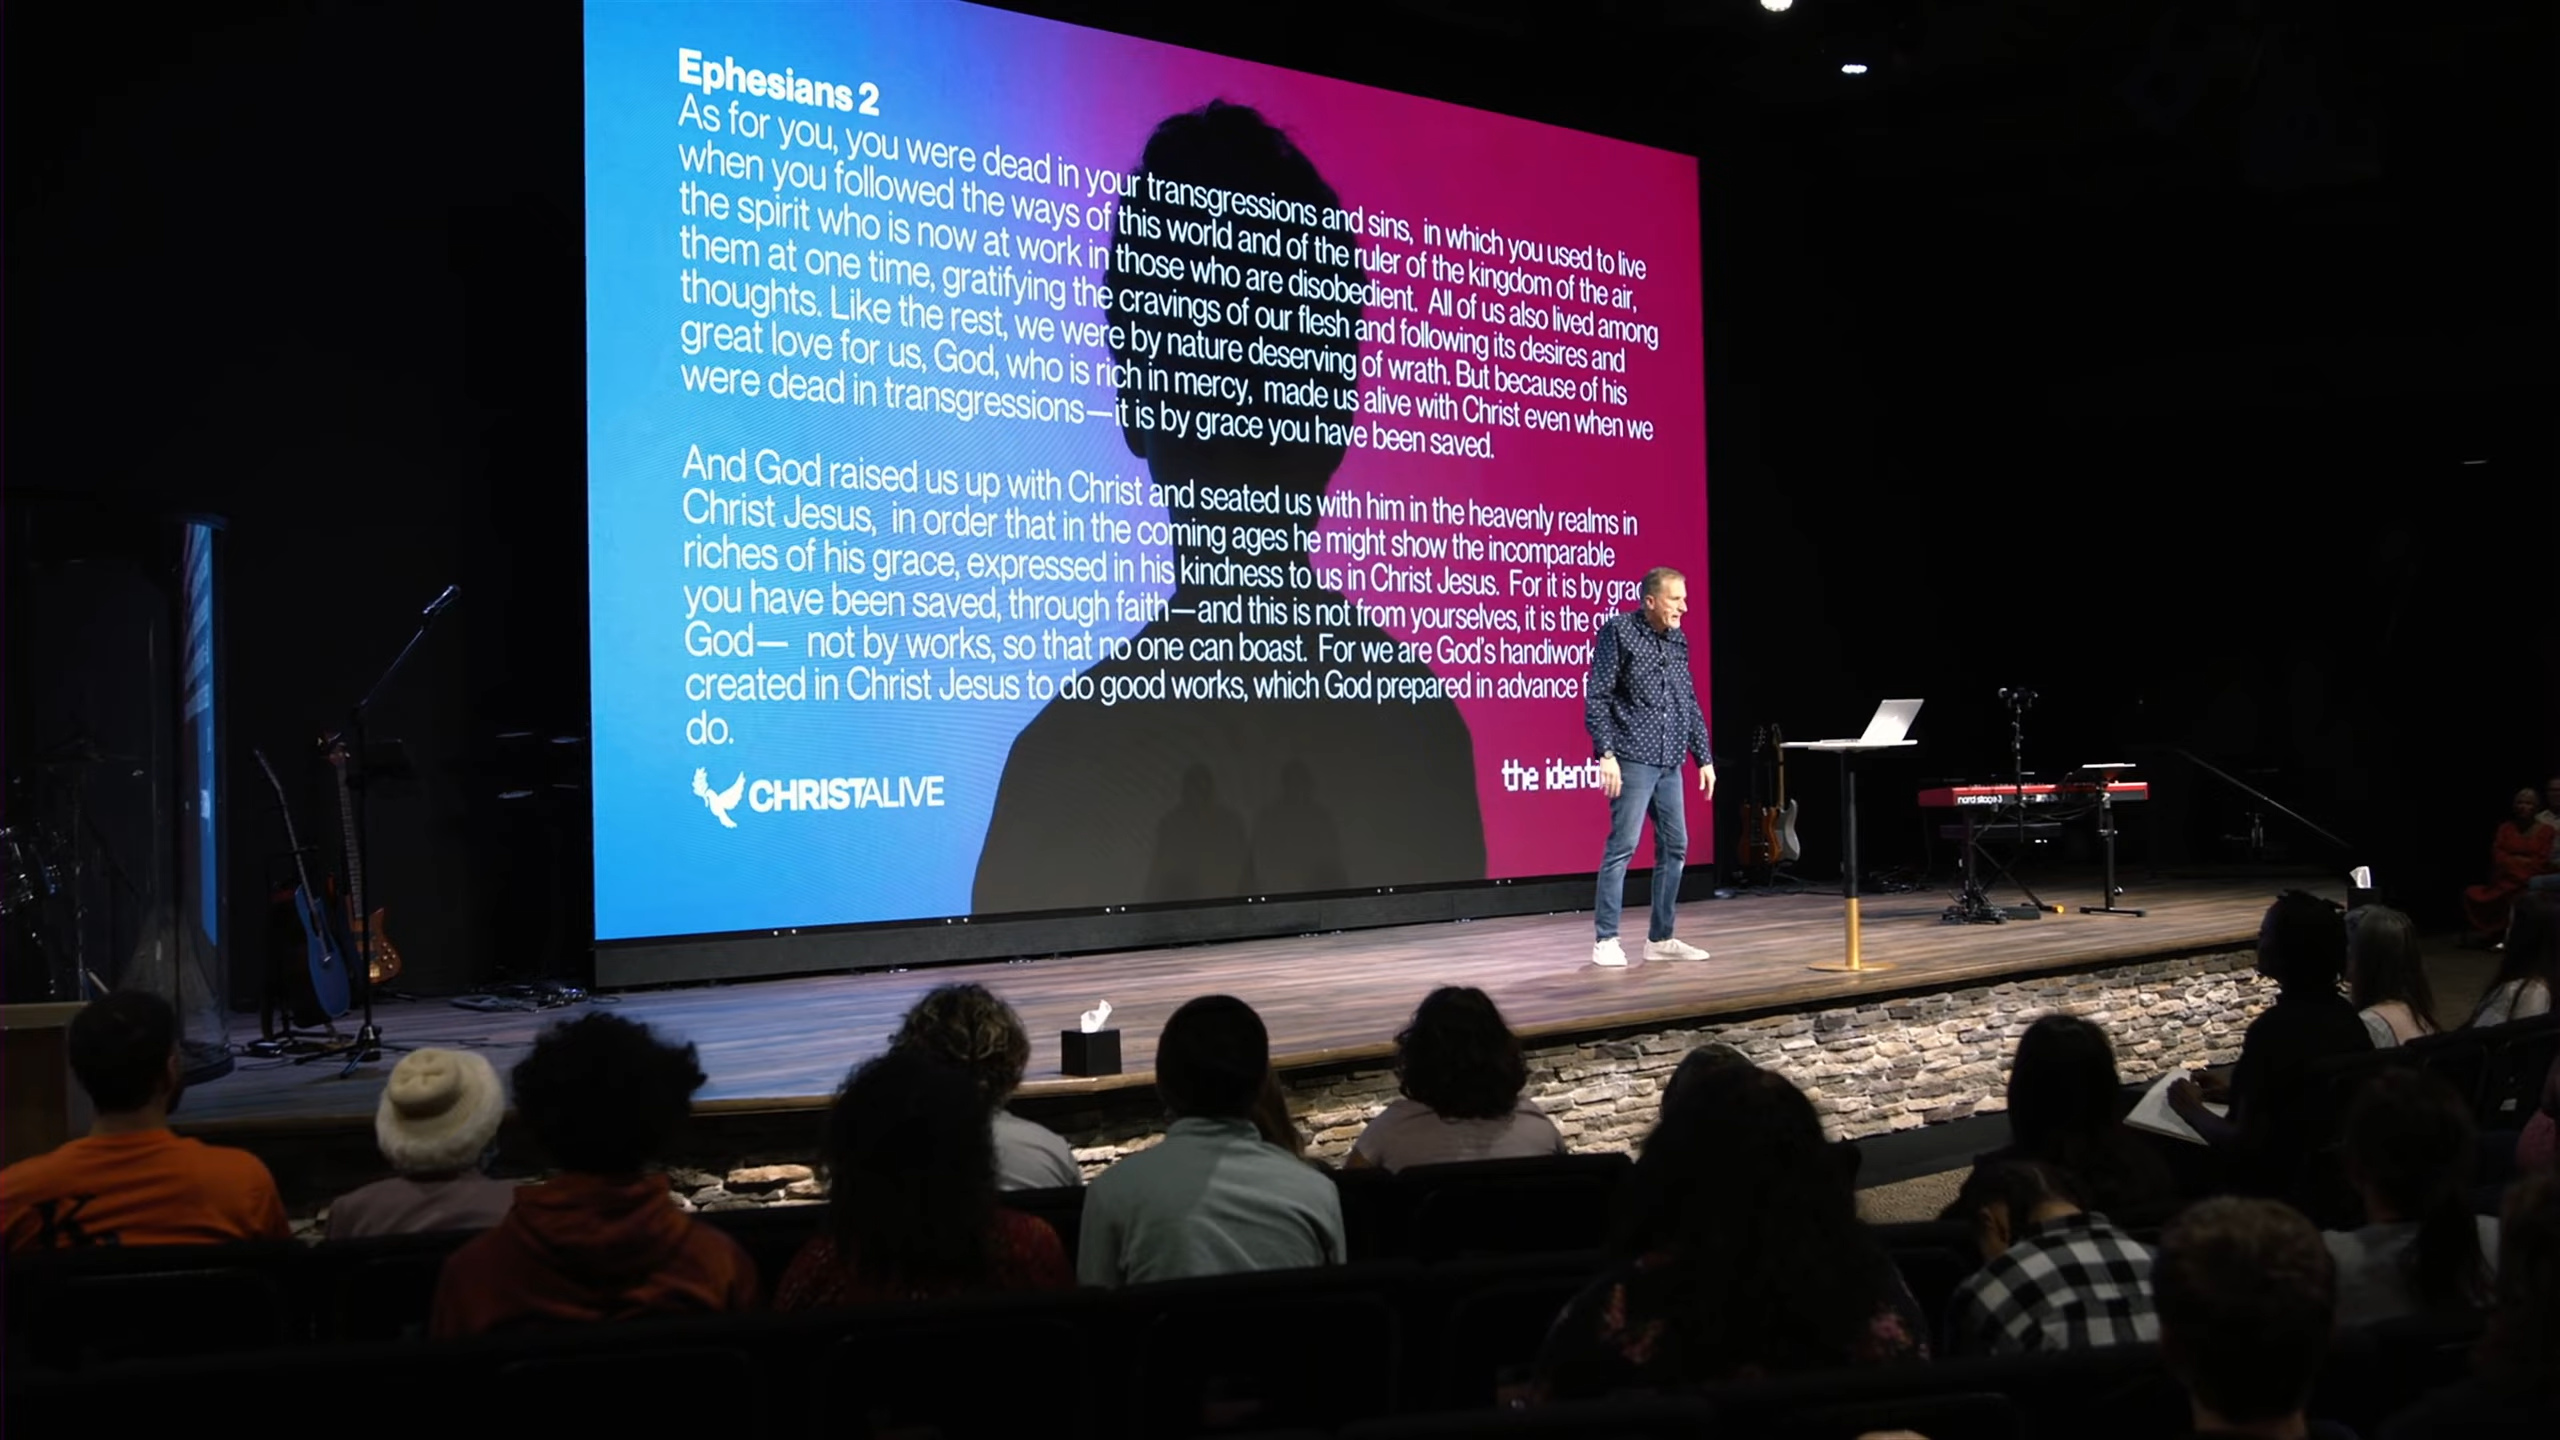 Ephesians 2
As for you, you were dead in your transgressions and sins, in which you used to live
when you followed the ways of this world and of the ruler of the kingdom of the air,
the spirit who is now at work in those who are disobedient. All of us also lived among
them at one time, gratifying the cravings of our flesh and following its desires and
thoughts. Like the rest, we were by nature deserving of wrath. But because of his
great love for us, God, who is rich in mercy, made us alive with Christ even when we
were dead in transgressions—it is by grace you have been saved.
And God raised us up with Christ and seated us with him in the heavenly realms in
Christ Jesus, in order that in the coming ages he might show the incomparable
riches of his grace, expressed in his kindness to us in Christ Jesus. For it is by
you have been saved, through faith—and this is not from yourselves, it is the
God— not by works, so that no one can boast. For we are God's handiwork
created in Christ Jesus to do good works, which God prepared in advance
do.
CHRISTALIVE
the
nord stage 3